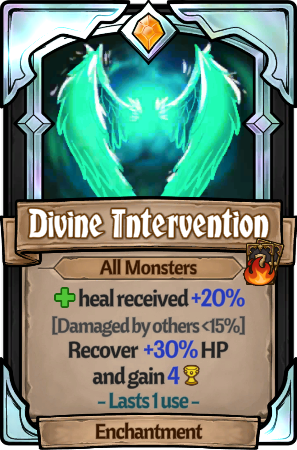 Divine Intervention
All Monsters
heal received +20%
[Damaged by others <15%]
Recover +30% HP
and gain 4
- Lasts 1 use -
Enchantment